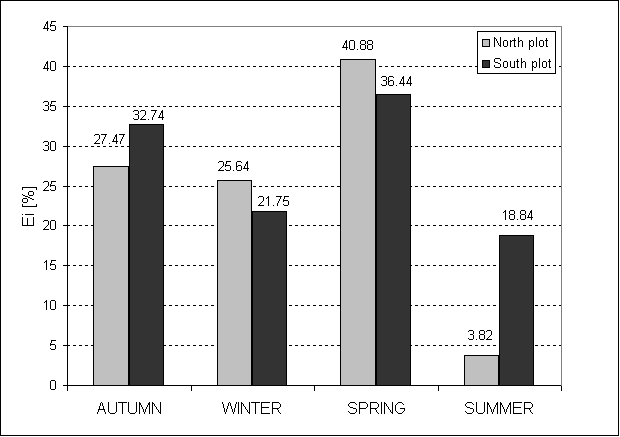 45
40
35
30
25
20
15
10
5
0
Ei [%]
North plot
South plot
27.47
32.74
25.64
21.75
40.88
36.44
3.82
18.84
AUTUMN
WINTER
SPRING
SUMMER